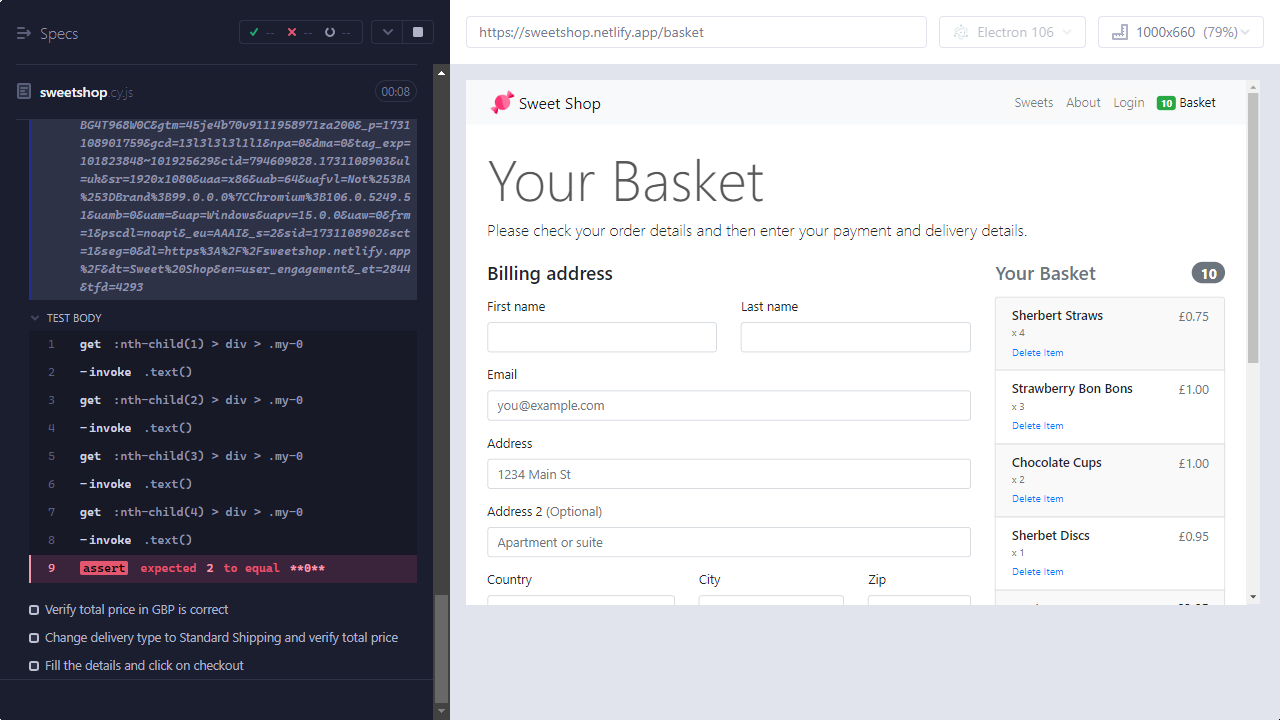 Specs
-- -- --
sweetshop.cy.js
00:08
BG4T968W0C&gtm=45je4b70v9111958971za200&_p=1731
108901759&gcd=13l3l3l3l1l1&npa=0&dma=0&tag_exp=
101823848~101925629&cid=794609828.1731108903&ul
=uk&sr=1920x1080&uaa=x86&uab=64&uafvl=Not%253BA
%253DBrand%3B99.0.0.0%7CChromium%3B106.0.5249.5
1&uamb=0&uam=&uap=Windows&uapv=15.0.0&uaw=0&frm
=1&pscdl=noapi&_eu=AAAI&_s=2&sid=1731108902&sct
=1&seg=0&dl=https%3A%2F%2Fsweetshop.netlify.app
%2F&dt=Sweet%20Shop&en=user_engagement&_et=2844
&tfd=4293
TEST BODY
1 get :nth-child(1) > div > .my-0
2 -invoke .text()
3 get :nth-child(2) > div > .my-0
4 -invoke .text()
5 get :nth-child(3) > div > .my-0
6 -invoke .text()
7 get :nth-child(4) > div > .my-0
8 -invoke .text()
9 assert expected 2 to equal **0**
Verify total price in GBP is correct
Change delivery type to Standard Shipping and verify total price
Fill the details and click on checkout
https://sweetshop.netlify.app/basket
Electron 106
1000x660 (79%)
Sweet Shop
Sweets About Login 10 Basket
Your Basket
Please check your order details and then enter your payment and delivery details.
Billing address
First name Last name
Email
you@example.com
Address
1234 Main St
Address 2 (Optional)
Apartment or suite
Country City Zip
Your Basket 10
Sherbert Straws £0.75
x 4
Delete Item
Strawberry Bon Bons £1.00
x 3
Delete Item
Chocolate Cups £1.00
x 2
Delete Item
Sherbet Discs £0.95
x 1
Delete Item